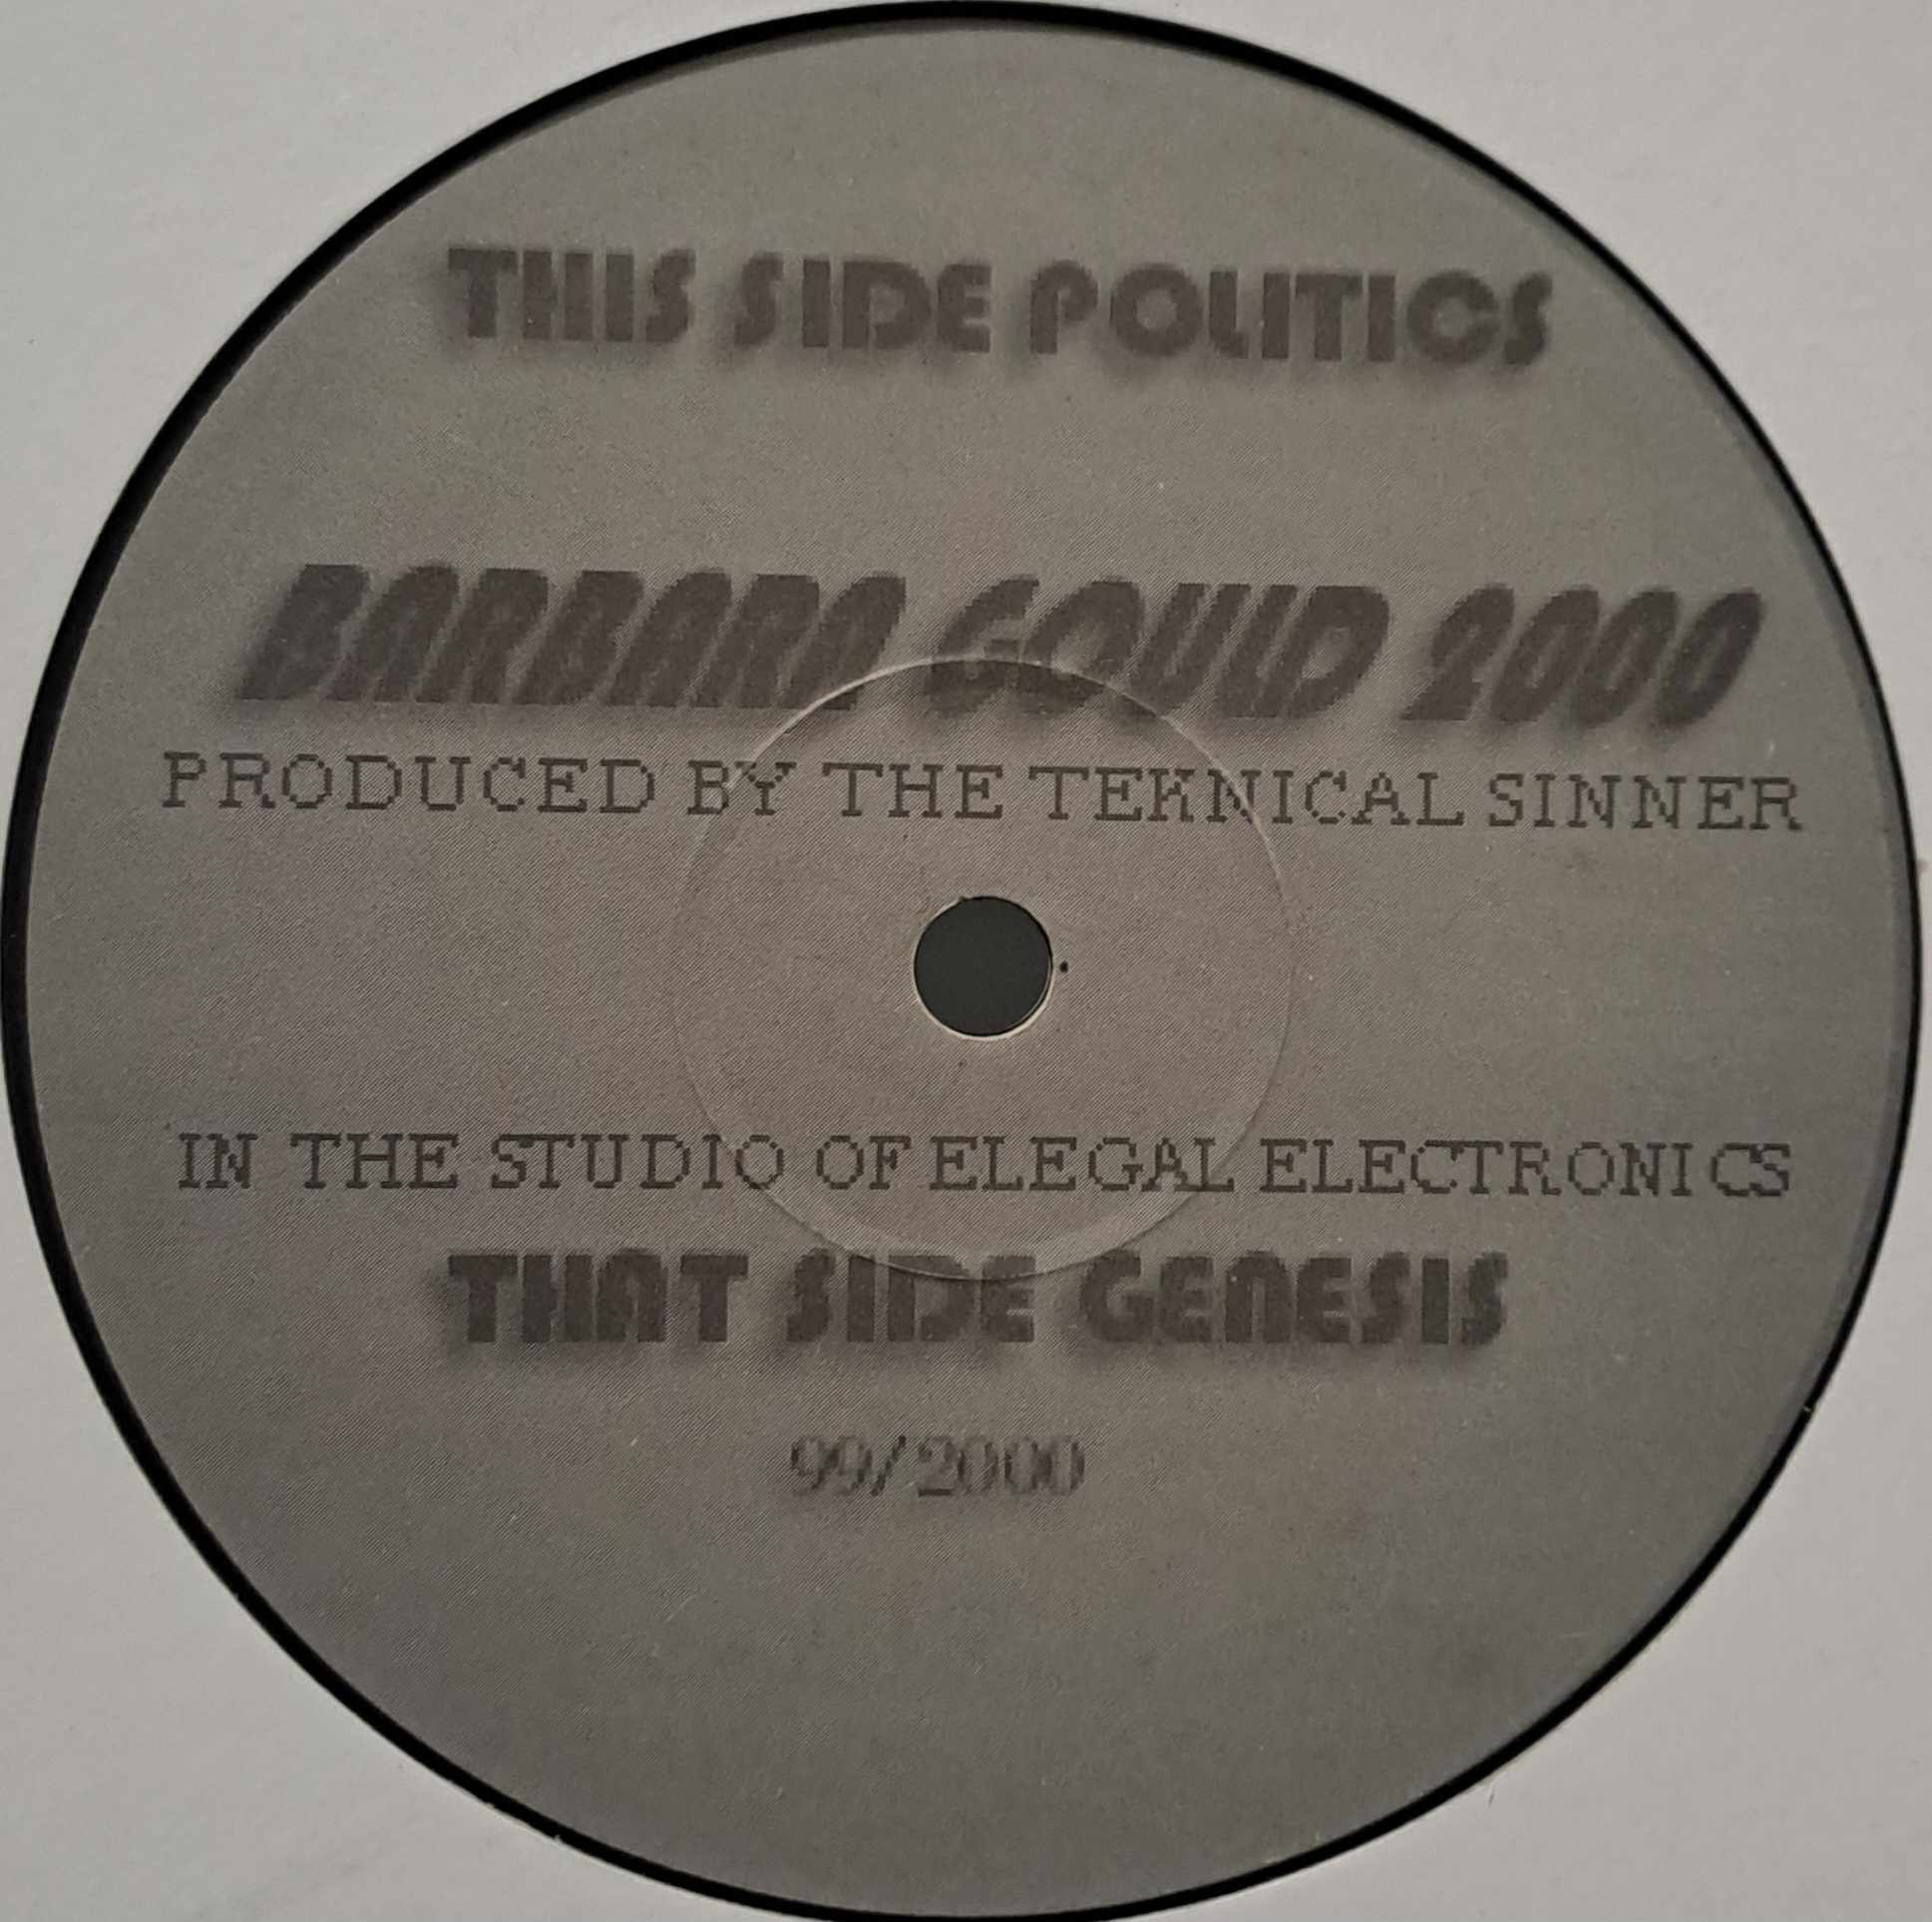 THIS SIDE POLITICS
BARBARA GOULD 2000
PRODUCED BY THE TEKNICAL SINNER
IN THE STUDIO OF ELEGAL ELECTRONICS
THAT SIDE GENESIS
99/2000